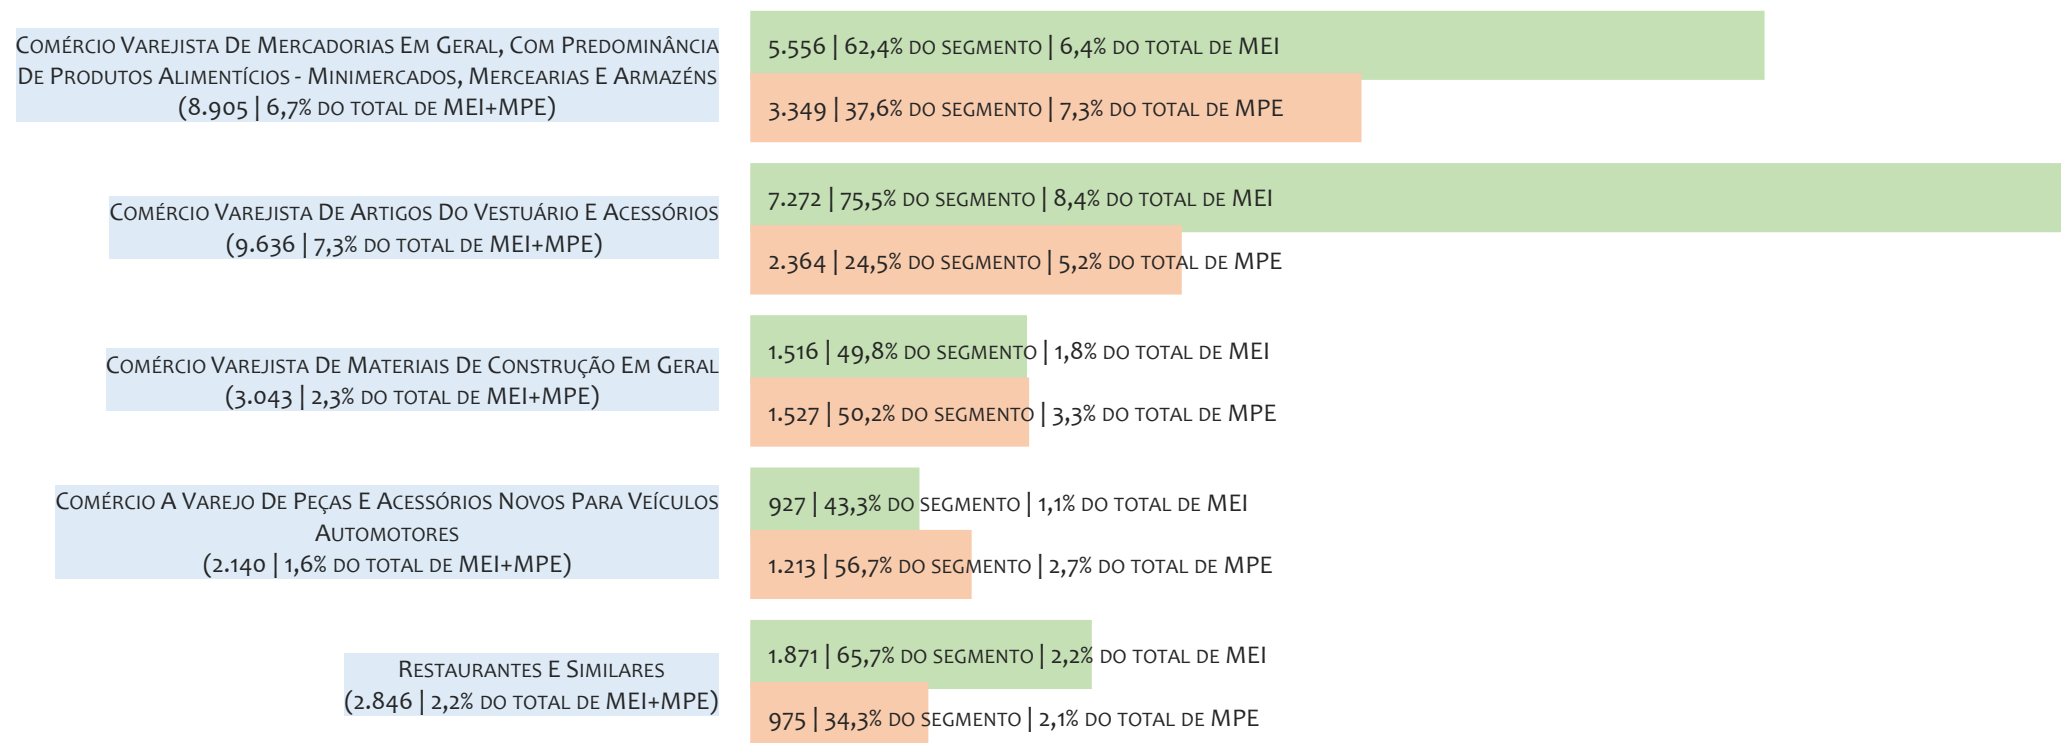 Comércio Varejista De Mercadorias Em Geral, Com Predominância
De Produtos Alimentícios - Minimercados, Mercearias E Armazéns
(8.905 | 6,7% do total de MEI+MPE)
5.556 | 62,4% do segmento | 6,4% do total de MEI
3.349 | 37,6% do segmento | 7,3% do total de MPE
Comércio Varejista De Artigos Do Vestuário E Acessórios
(9.636 | 7,3% do total de MEI+MPE)
7.272 | 75,5% do segmento | 8,4% do total de MEI
2.364 | 24,5% do segmento | 5,2% do total de MPE
Comércio Varejista De Materiais De Construção Em Geral
(3.043 | 2,3% do total de MEI+MPE)
1.516 | 49,8% do segmento | 1,8% do total de MEI
1.527 | 50,2% do segmento | 3,3% do total de MPE
Comércio A Varejo De Peças E Acessórios Novos Para Veículos
Automotores
(2.140 | 1,6% do total de MEI+MPE)
927 | 43,3% do segmento | 1,1% do total de MEI
1.213 | 56,7% do segmento | 2,7% do total de MPE
Restaurantes E Similares
(2.846 | 2,2% do total de MEI+MPE)
1.871 | 65,7% do segmento | 2,2% do total de MEI
975 | 34,3% do segmento | 2,1% do total de MPE